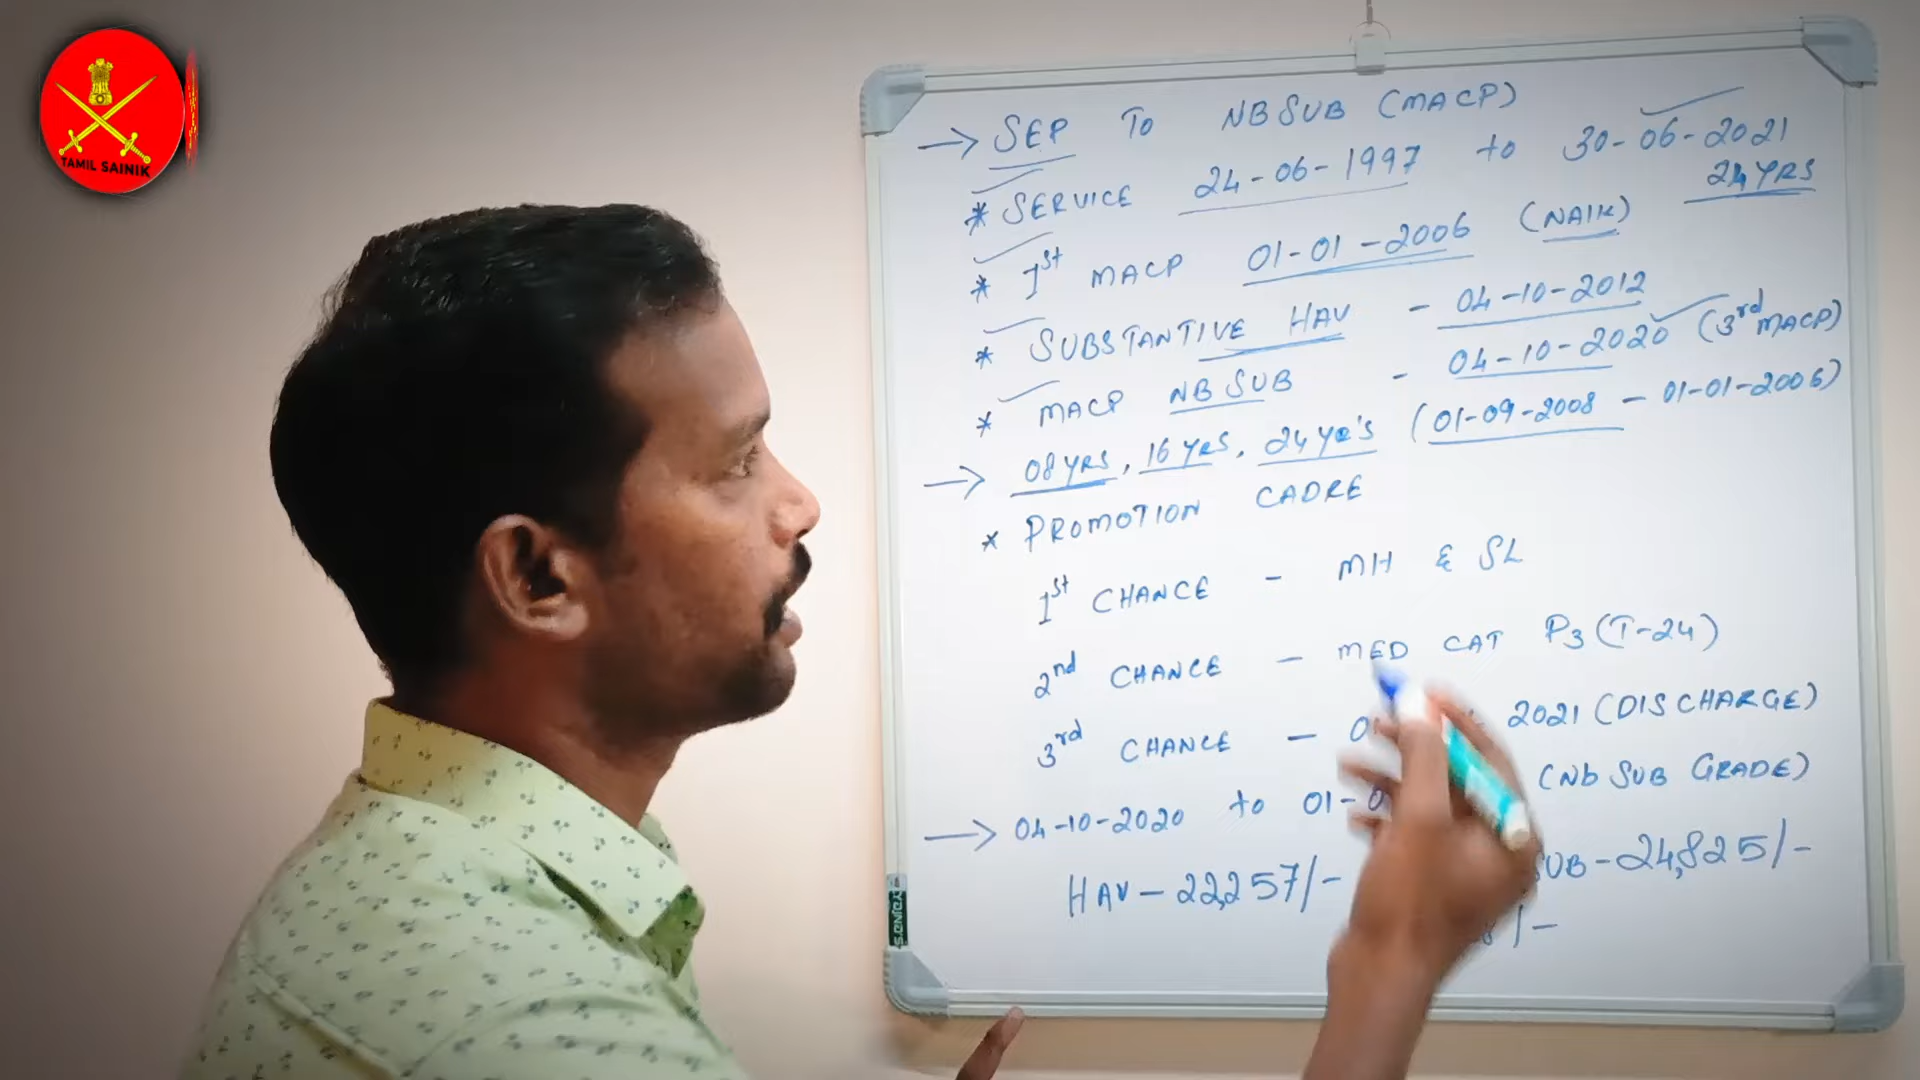 TAMIL SAINIK
→ SEP TO NB SUB (MACP)
* SERVICE 24-06-1997 to 30-06-2021
24 YRS
* 1st MACP 01-01-2006 (NAIK)
* SUBSTANTIVE HAV - 04-10-2012
* MACP NB SUB - 04-10-2020 (3rd MACP)
→ 08 YRS, 16 YRS, 24 YR'S (01-09-2008 - 01-01-2006)
* PROMOTION CADRE
1st CHANCE - MH & SL
2nd CHANCE - MED CAT P3 (T-24)
3rd CHANCE - 2021 (DISCHARGE)
→ 04-10-2020 to 01-0 (Nb SUB GRADE)
HAV - 22,257/- SUB - 24,825/-
/-